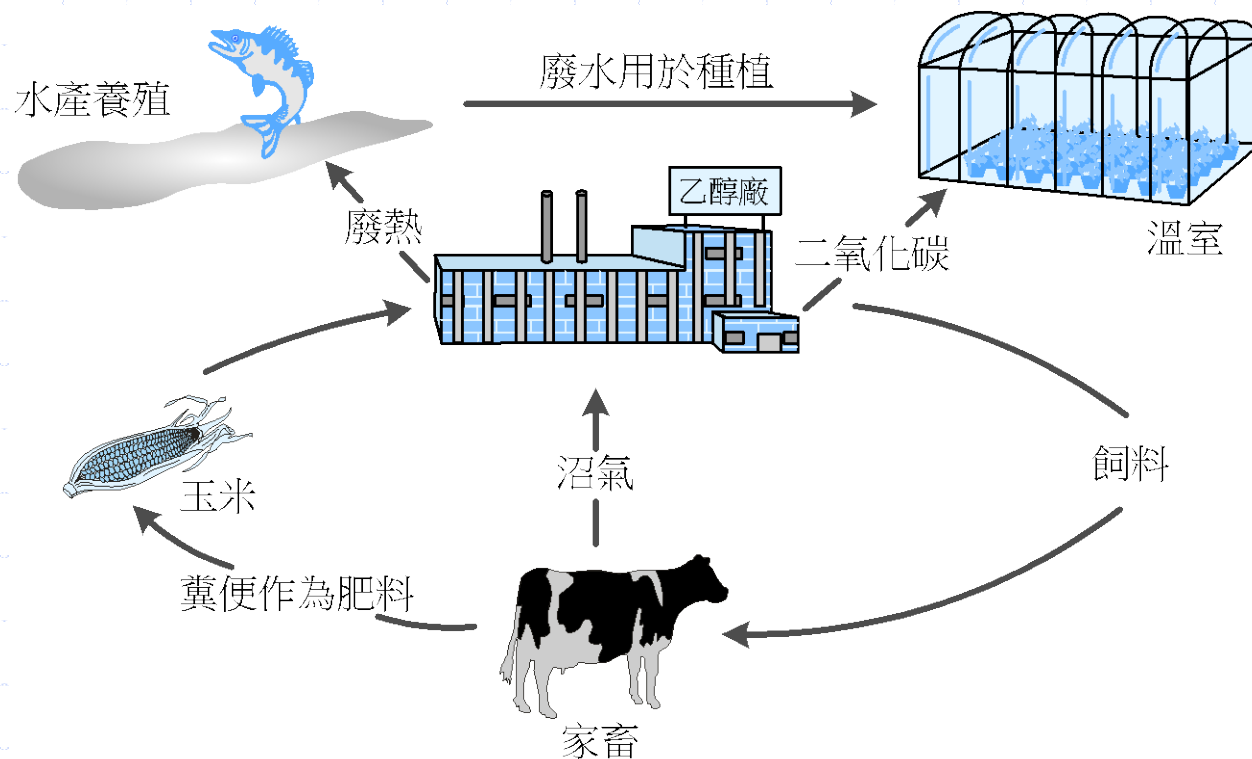 廢水用於種植
水產養殖
乙醇廠
廢熱
二氧化碳
溫室
沼氣
飼料
玉米
糞便作為肥料
家畜